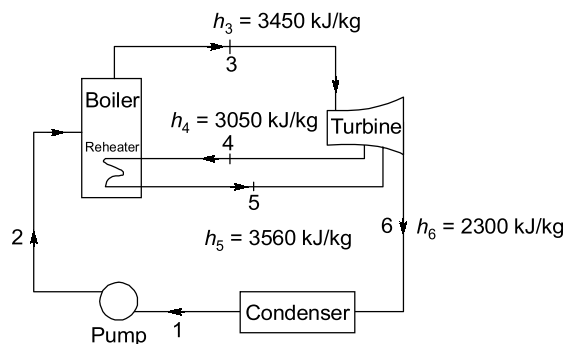 h3 = 3450 kJ/kg
3
Boiler
h4 = 3050 kJ/kg
Turbine
Reheater
4
5
2
h5 = 3560 kJ/kg
6
h6 = 2300 kJ/kg
Condenser
1
Pump